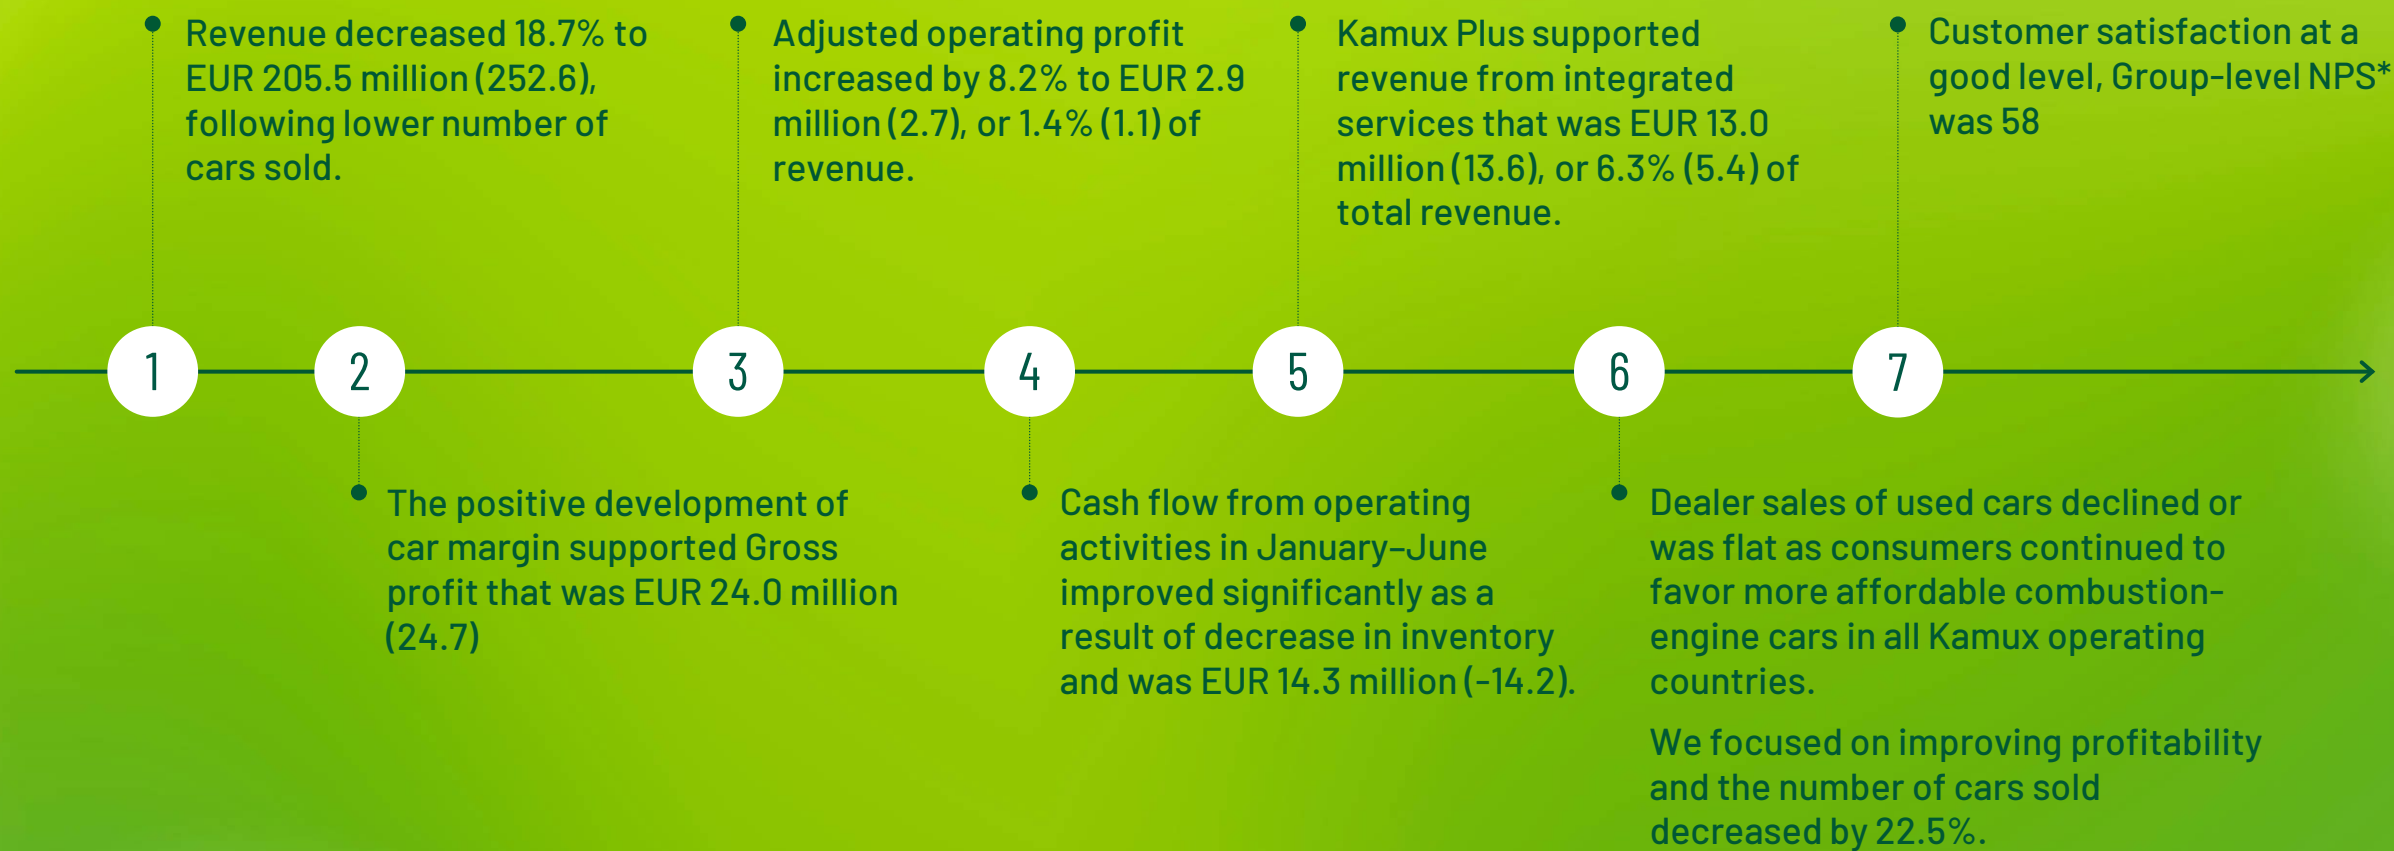 Revenue decreased 18.7% to
EUR 205.5 million (252.6),
following lower number of
cars sold.
Adjusted operating profit
increased by 8.2% to EUR 2.9
million (2.7), or 1.4% (1.1) of
revenue.
Kamux Plus supported
revenue from integrated
services that was EUR 13.0
million (13.6), or 6.3% (5.4) of
total revenue.
Customer satisfaction at a
good level, Group-level NPS*
was 58
1
2
3
4
5
6
7
The positive development of
car margin supported Gross
profit that was EUR 24.0 million
(24.7)
Cash flow from operating
activities in January–June
improved significantly as a
result of decrease in inventory
and was EUR 14.3 million (-14.2).
Dealer sales of used cars declined or
was flat as consumers continued to
favor more affordable combustion-
engine cars in all Kamux operating
countries.
We focused on improving profitability
and the number of cars sold
decreased by 22.5%.